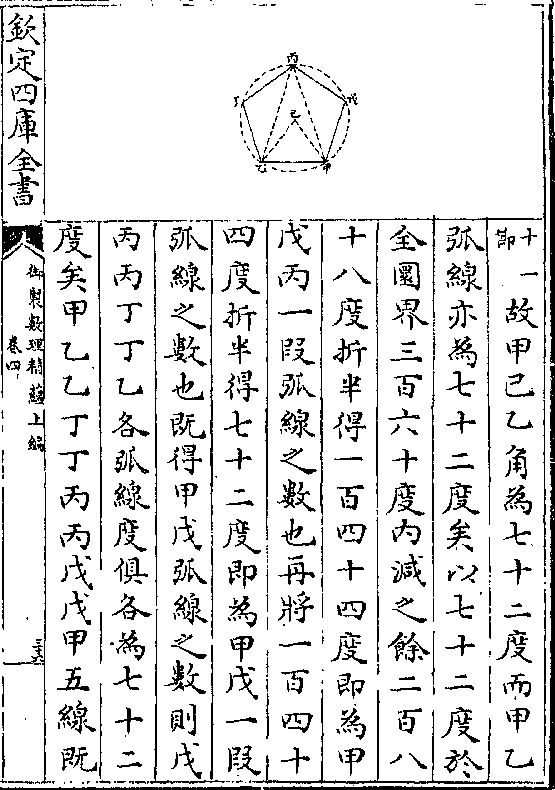 十一節故甲己乙角為七十二度而甲乙
弧線亦為七十二度矣以七十二度於
全圜界三百六十度内減之餘二百八
十八度折半得一百四十四度即為甲
戊丙一段弧線之數也再將一百四十
四度折半得七十二度即為甲戊一段
弧線之數也既得甲戊弧線之數則戊
丙丙丁丁乙各弧線度俱各為七十二
度矣甲乙乙丁丁丙丙戊戊甲五線既
欽定四庫全書
御製數理精蘊上編
卷四
丙
丁
戊
己
乙
甲